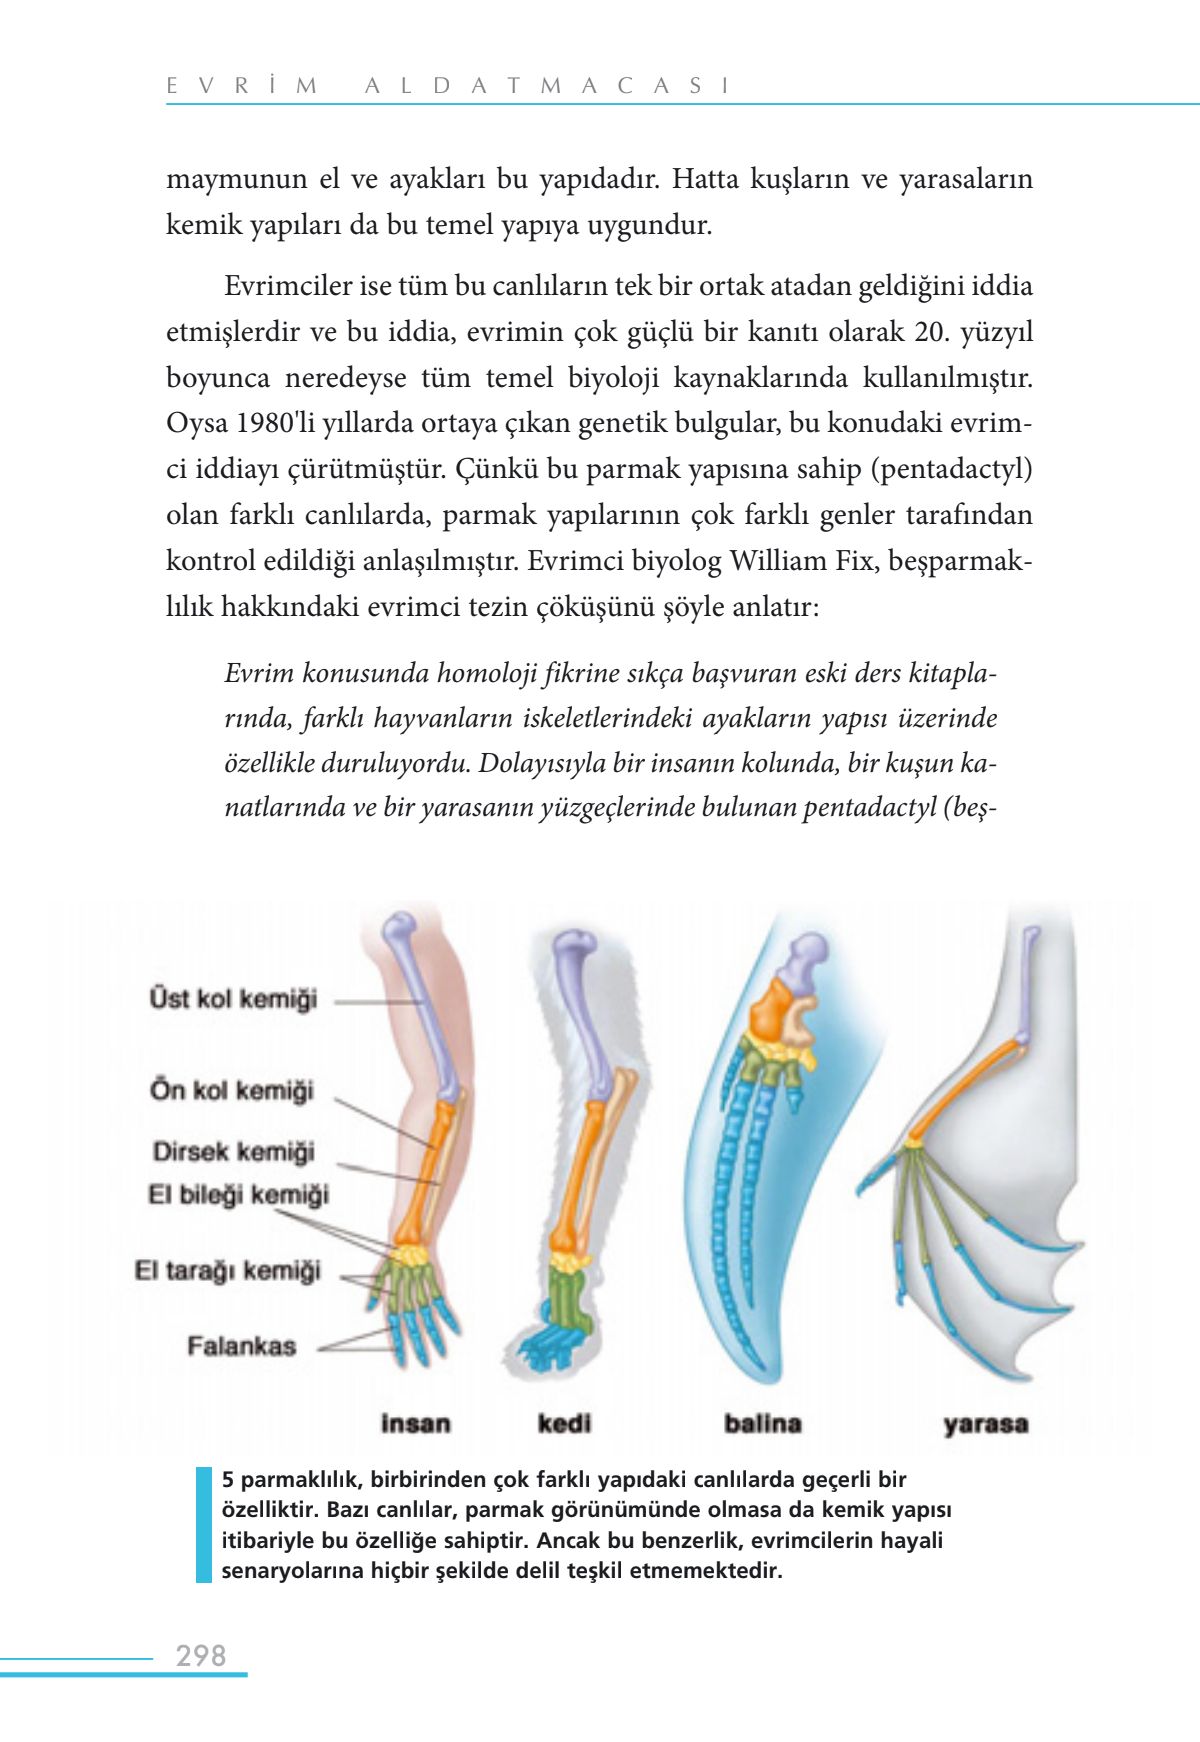 EVRİM ALDATMACASI
maymunun el ve ayakları bu yapıdadır. Hatta kuşların ve yarasaların
kemik yapıları da bu temel yapıya uygundur.
Evrimciler ise tüm bu canlıların tek bir ortak atadan geldiğini iddia
etmişlerdir ve bu iddia, evrimin çok güçlü bir kanıtı olarak 20. yüzyıl
boyunca neredeyse tüm temel biyoloji kaynaklarında kullanılmıştır.
Oysa 1980'li yıllarda ortaya çıkan genetik bulgular, bu konudaki evrim-
ci iddiayı çürütmüştür. Çünkü bu parmak yapısına sahip (pentadactyl)
olan farklı canlılarda, parmak yapılarının çok farklı genler tarafından
kontrol edildiği anlaşılmıştır. Evrimci biyolog William Fix, beşparmak-
lılık hakkındaki evrimci tezin çöküşünü şöyle anlatır:
Evrim konusunda homoloji fikrine sıkça başvuran eski ders kitapla-
rında, farklı hayvanların iskeletlerindeki ayakların yapısı üzerinde
özellikle duruluyordu. Dolayısıyla bir insanın kolunda, bir kuşun ka-
natlarında ve bir yarasanın yüzgeçlerinde bulunan pentadactyl (beş-
Üst kol kemiği
Ön kol kemiği
Dirsek kemiği
El bileği kemiği
El tarağı kemiği
Falankas
insan kedi balina yarasa
5 parmaklılık, birbirinden çok farklı yapıdaki canlılarda geçerli bir
özelliktir. Bazı canlılar, parmak görünümünde olmasa da kemik yapısı
itibariyle bu özelliğe sahiptir. Ancak bu benzerlik, evrimcilerin hayali
senaryolarına hiçbir şekilde delil teşkil etmemektedir.
298